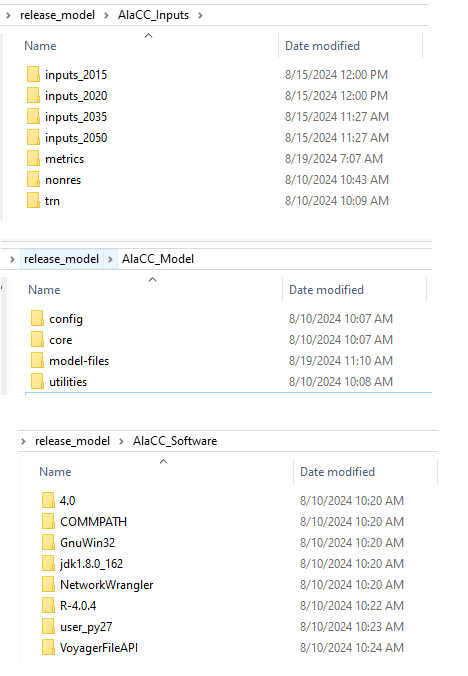 release_model > AlaCC_Inputs >
Name Date modified
inputs_2015 8/15/2024 12:00 PM
inputs_2020 8/15/2024 12:00 PM
inputs_2035 8/15/2024 11:27 AM
inputs_2050 8/15/2024 11:27 AM
metrics 8/19/2024 7:07 AM
nonres 8/10/2024 10:43 AM
trn 8/10/2024 10:09 AM
release_model > AlaCC_Model
Name Date modified
config 8/10/2024 10:07 AM
core 8/10/2024 10:07 AM
model-files 8/19/2024 11:10 AM
utilities 8/10/2024 10:08 AM
release_model > AlaCC_Software
Name Date modified
4.0 8/10/2024 10:20 AM
COMMPATH 8/10/2024 10:20 AM
GnuWin32 8/10/2024 10:20 AM
jdk1.8.0_162 8/10/2024 10:20 AM
NetworkWrangler 8/10/2024 10:20 AM
R-4.0.4 8/10/2024 10:22 AM
user_py27 8/10/2024 10:23 AM
VoyagerFileAPI 8/10/2024 10:24 AM